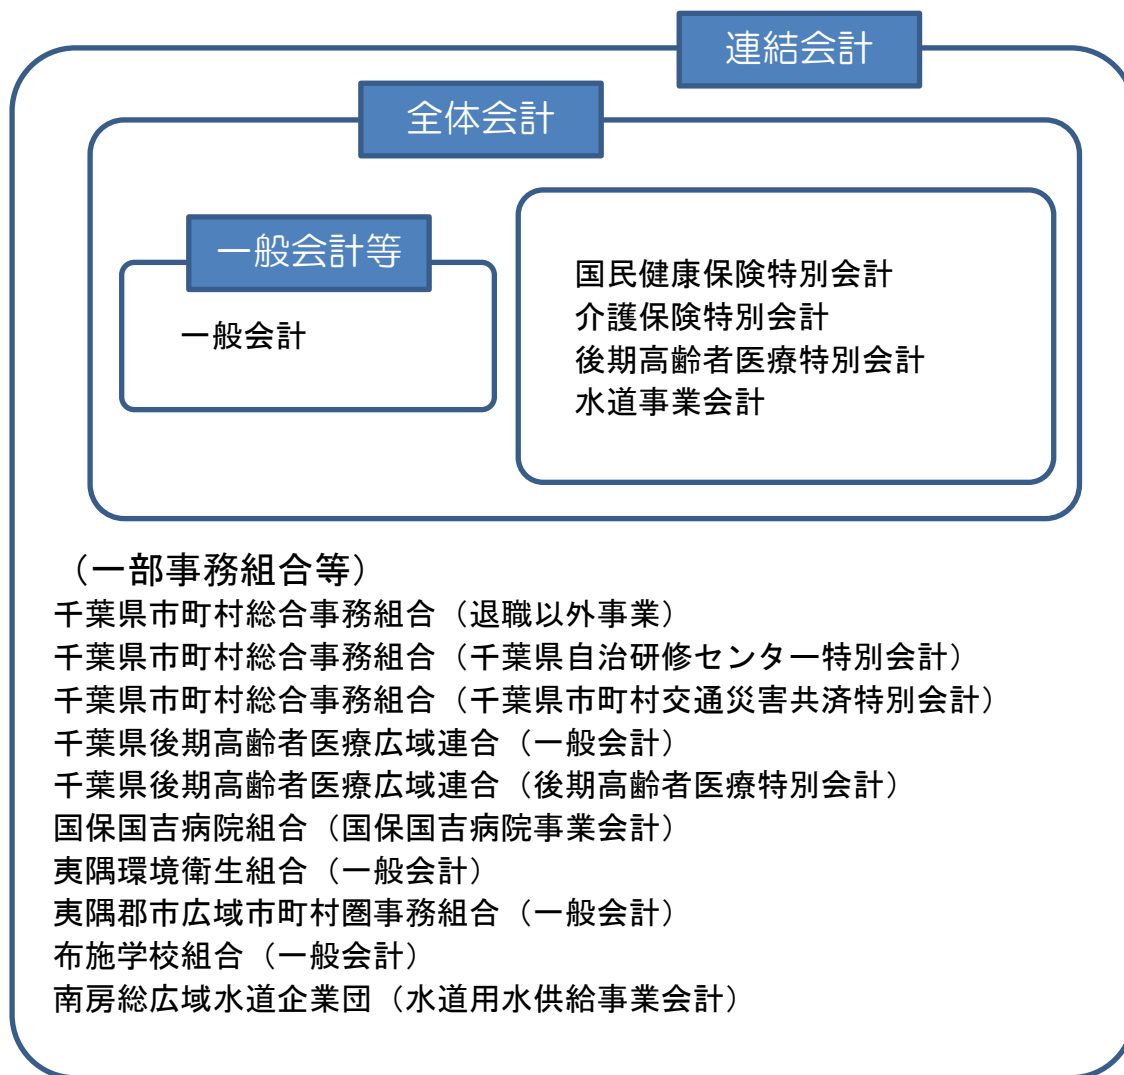 連結会計
全体会計
一般会計等
一般会計
国民健康保険特別会計
介護保険特別会計
後期高齢者医療特別会計
水道事業会計
（一部事務組合等）
千葉県市町村総合事務組合（退職以外事業）
千葉県市町村総合事務組合（千葉県自治研修センター特別会計）
千葉県市町村総合事務組合（千葉県市町村交通災害共済特別会計）
千葉県後期高齢者医療広域連合（一般会計）
千葉県後期高齢者医療広域連合（後期高齢者医療特別会計）
国保国吉病院組合（国保国吉病院事業会計）
夷隅環境衛生組合（一般会計）
夷隅郡市広域市町村圏事務組合（一般会計）
布施学校組合（一般会計）
南房総広域水道企業団（水道用水供給事業会計）